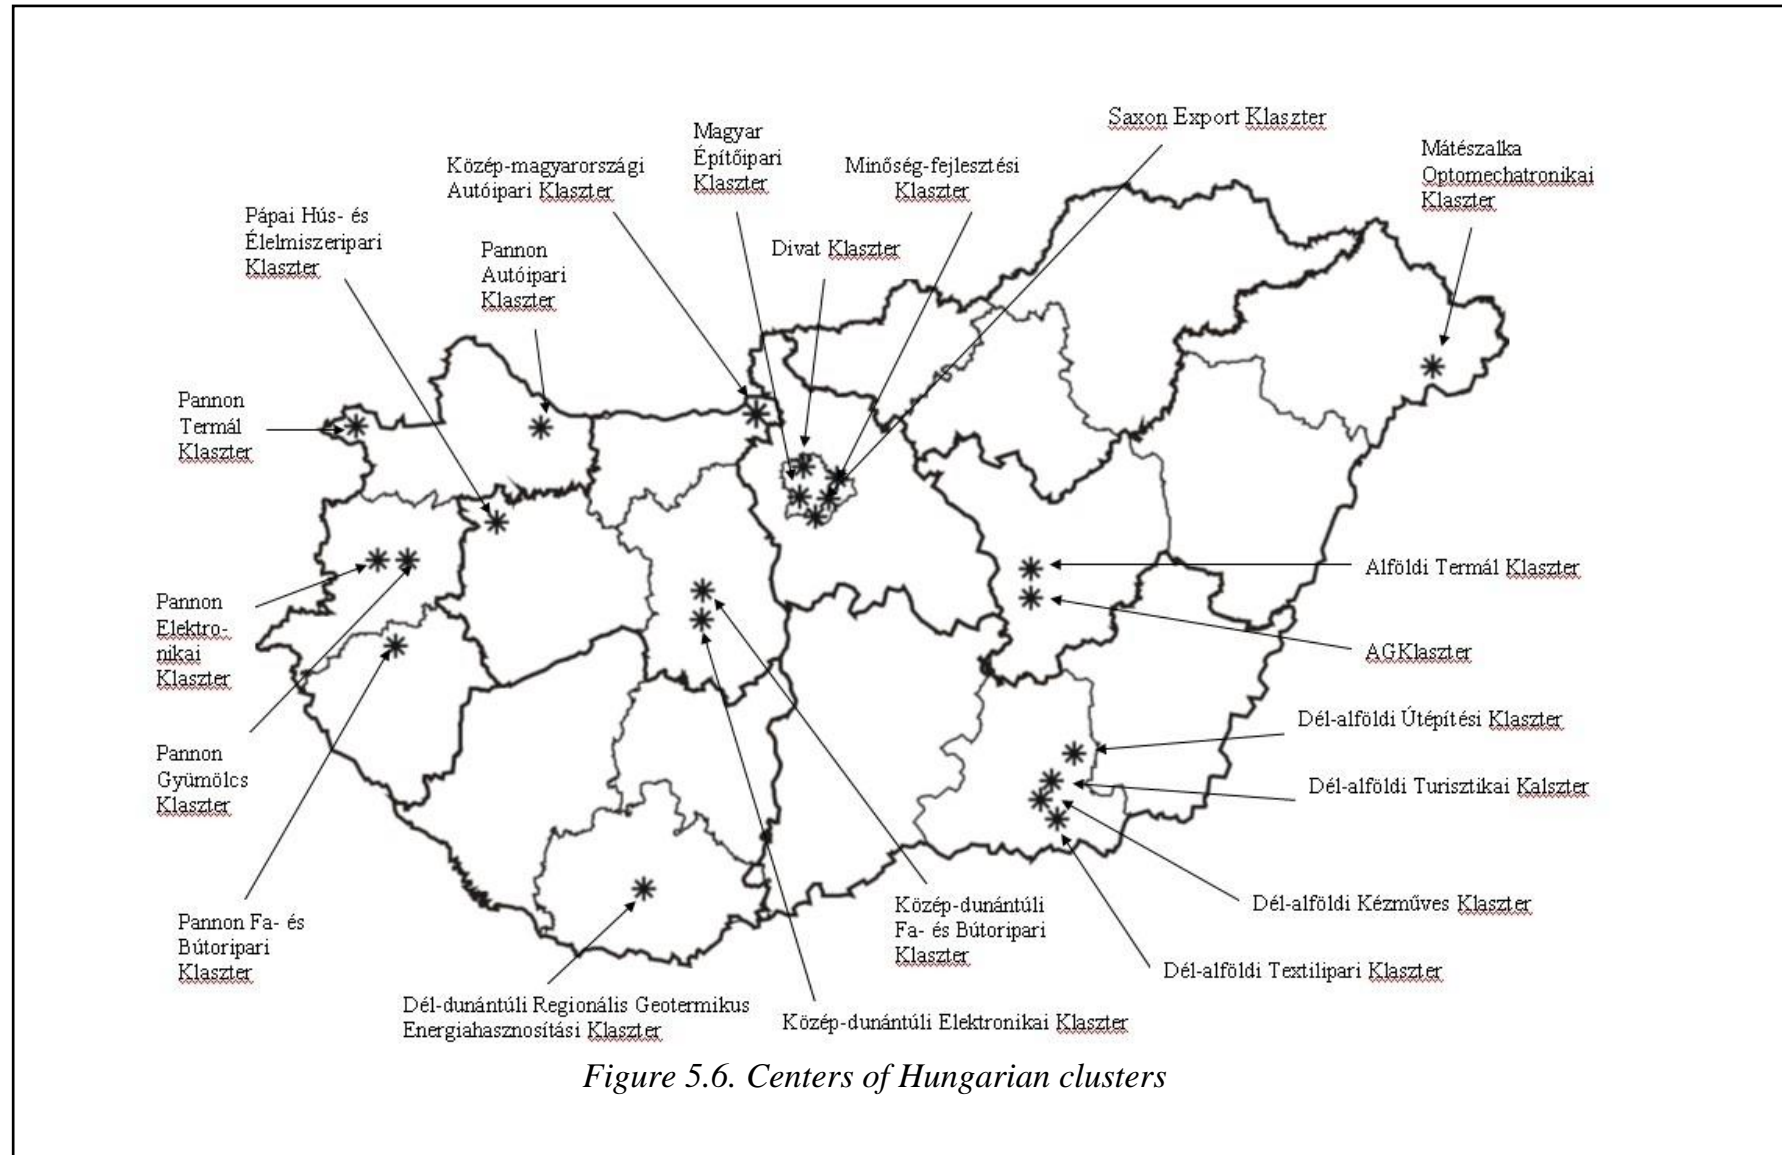 Saxon Export Klaszter
Magyar
Építőipari
Klaszter
Közép-magyarországi
Autóipari Klaszter
Minőség-fejlesztési
Klaszter
Mátészalka
Optomechatronikai
Klaszter
Pápai Hús- és
Élelmiszeripari
Klaszter
Pannon
Autóipari
Klaszter
Divat Klaszter
Pannon
Termál
Klaszter
Alföldi Termál Klaszter
Pannon
Elektro-
nikai
Klaszter
AGKlaszter
Dél-alföldi Útépítési Klaszter
Pannon
Gyümölcs
Klaszter
Dél-alföldi Turisztikai Kalszter
Dél-alföldi Kézműves Klaszter
Pannon Fa- és
Bútoripari
Klaszter
Közép-dunántúli
Fa- és Bútoripari
Klaszter
Dél-alföldi Textilipari Klaszter
Dél-dunántúli Regionális Geotermikus
Energiahasznosítási Klaszter
Közép-dunántúli Elektronikai Klaszter
Figure 5.6. Centers of Hungarian clusters